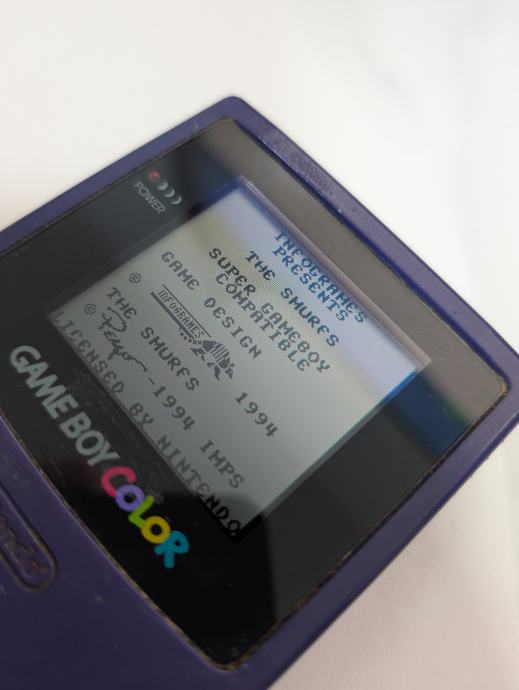 POWER
INFOGRAMES
PRESENTS
THE SMURFS
SUPER GAMEBOY
COMPATIBLE
GAME DESIGN
©
INFOGRAMES
1994
THE SMURFS
© Peyo - 1994 IMPS
LICENSED BY NINTENDO
GAME BOY COLOR